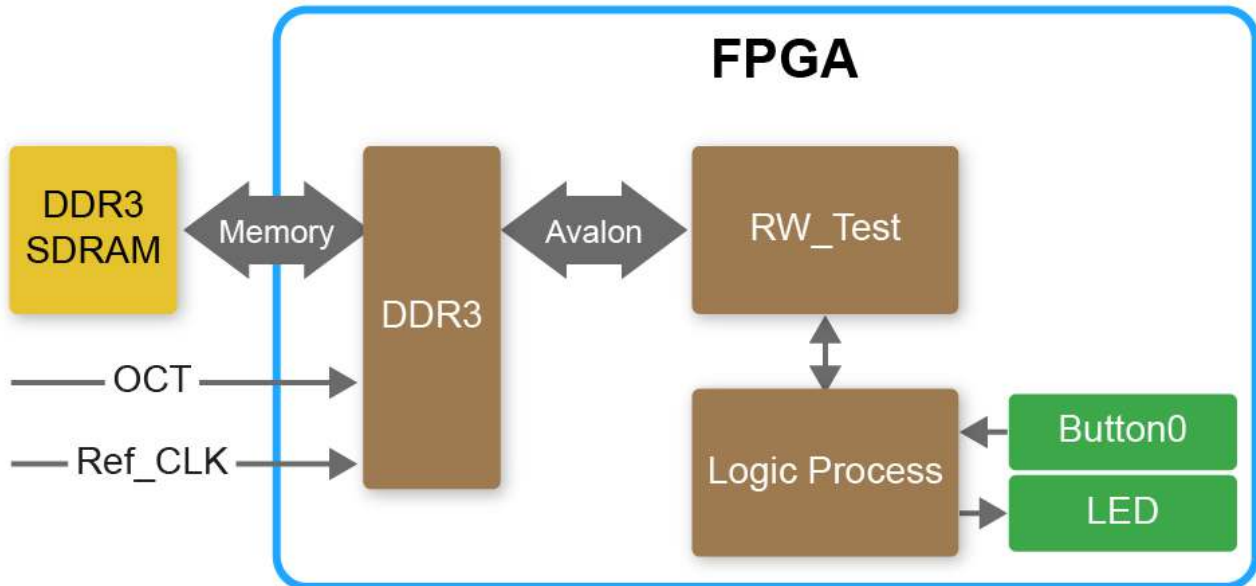 FPGA
DDR3
SDRAM
Memory
DDR3
Avalon
RW_Test
OCT
Ref_CLK
Logic Process
Button0
LED